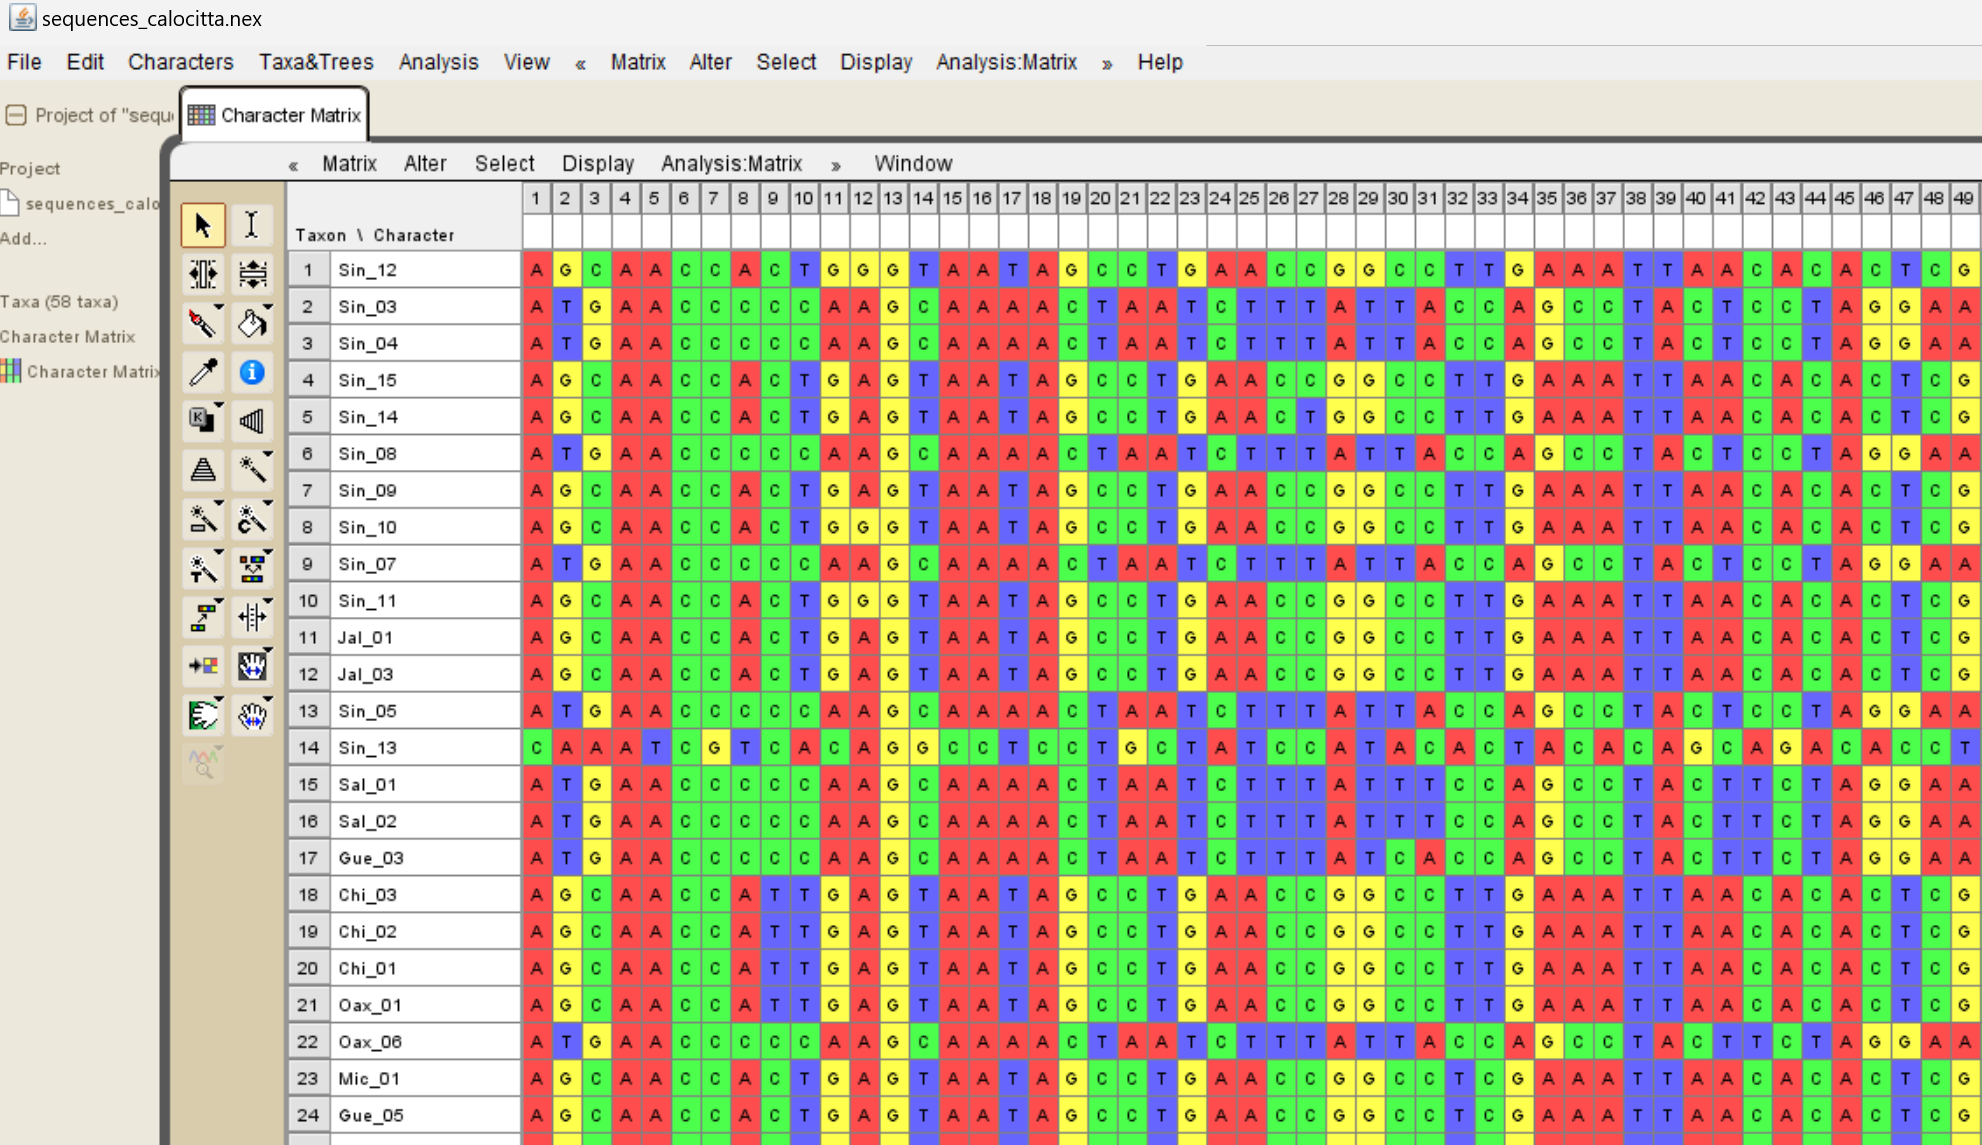 sequences_calocitta.nex
File Edit Characters Taxa&Trees Analysis View « Matrix Alter Select Display Analysis:Matrix » Help
Project of "sequ
Character Matrix
Project
sequences_calo
Add...
Taxa (58 taxa)
Character Matrix
Character Matrix
« Matrix Alter Select Display Analysis:Matrix » Window
1 2 3 4 5 6 7 8 9 10 11 12 13 14 15 16 17 18 19 20 21 22 23 24 25 26 27 28 29 30 31 32 33 34 35 36 37 38 39 40 41 42 43 44 45 46 47 48 49
Taxon \ Character
1 Sin_12 A G C A A C C A C T G G G T A A T A G C C T G A A C C G G C C T T G A A A T T A A C A C A C T C G
2 Sin_03 A T G A A C C C C C A A G C A A A A C T A A T C T T T A T T A C C A G C C T A C T C C T A G G A A
3 Sin_04 A T G A A C C C C C A A G C A A A A C T A A T C T T T A T T A C C A G C C T A C T C C T A G G A A
4 Sin_15 A G C A A C C A C T G A G T A A T A G C C T G A A C C G G C C T T G A A A T T A A C A C A C T C G
5 Sin_14 A G C A A C C A C T G A G T A A T A G C C T G A A C T G G C C T T G A A A T T A A C A C A C T C G
6 Sin_08 A T G A A C C C C C A A G C A A A A C T A A T C T T T A T T A C C A G C C T A C T C C T A G G A A
7 Sin_09 A G C A A C C A C T G A G T A A T A G C C T G A A C C G G C C T T G A A A T T A A C A C A C T C G
8 Sin_10 A G C A A C C A C T G G G T A A T A G C C T G A A C C G G C C T T G A A A T T A A C A C A C T C G
9 Sin_07 A T G A A C C C C C A A G C A A A A C T A A T C T T T A T T A C C A G C C T A C T C C T A G G A A
10 Sin_11 A G C A A C C A C T G G G T A A T A G C C T G A A C C G G C C T T G A A A T T A A C A C A C T C G
11 Jal_01 A G C A A C C A C T G A G T A A T A G C C T G A A C C G G C C T T G A A A T T A A C A C A C T C G
12 Jal_03 A G C A A C C A C T G A G T A A T A G C C T G A A C C G G C C T T G A A A T T A A C A C A C T C G
13 Sin_05 A T G A A C C C C C A A G C A A A A C T A A T C T T T A T T A C C A G C C T A C T C C T A G G A A
14 Sin_13 C A A A T C G T C A C A G G C C T C C T G C T A T C C A T A C A C T A C A C A G C A G A C A C C T
15 Sal_01 A T G A A C C C C C A A G C A A A A C T A A T C T T T A T T T C C A G C C T A C T T C T A G G A A
16 Sal_02 A T G A A C C C C C A A G C A A A A C T A A T C T T T A T T T C C A G C C T A C T T C T A G G A A
17 Gue_03 A T G A A C C C C C A A G C A A A A C T A A T C T T T A T C A C C A G C C T A C T T C T A G G A A
18 Chi_03 A G C A A C C A T T G A G T A A T A G C C T G A A C C G G C C T T G A A A T T A A C A C A C T C G
19 Chi_02 A G C A A C C A T T G A G T A A T A G C C T G A A C C G G C C T T G A A A T T A A C A C A C T C G
20 Chi_01 A G C A A C C A T T G A G T A A T A G C C T G A A C C G G C C T T G A A A T T A A C A C A C T C G
21 Oax_01 A G C A A C C A T T G A G T A A T A G C C T G A A C C G G C C T T G A A A T T A A C A C A C T C G
22 Oax_06 A T G A A C C C C C A A G C A A A A C T A A T C T T T A T T A C C A G C C T A C T T C T A G G A A
23 Mic_01 A G C A A C C A C T G A G T A A T A G C C T G A A C C G G C C T C G A A A T T A A C A C A C T C G
24 Gue_05 A G C A A C C A C T G A G T A A T A G C C T G A A C C G G C C T C G A A A T T A A C A C A C T C G